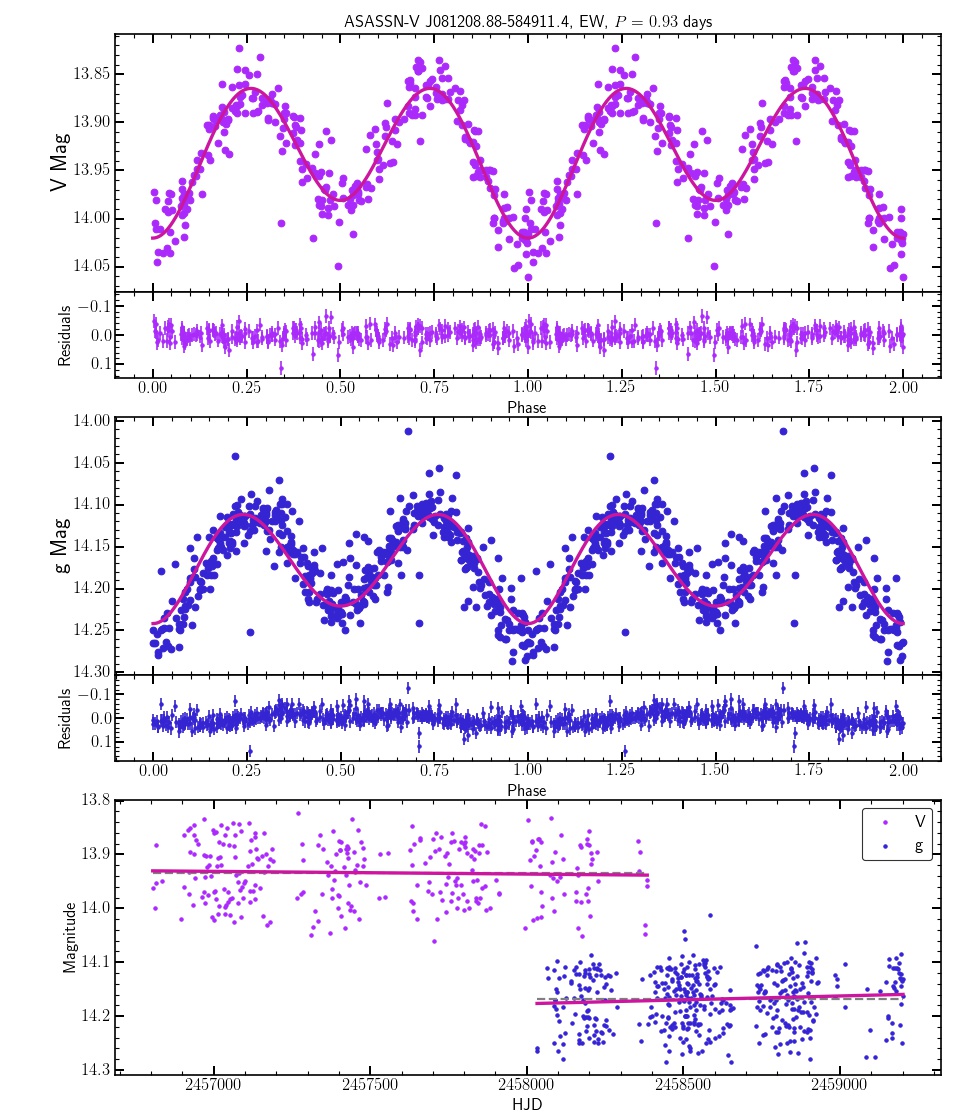 ASASSN-V J081208.88-584911.4, EW, P = 0.93 days
V Mag
13.85
13.90
13.95
14.00
14.05
Residuals
−0.1
0.0
0.1
0.00 0.25 0.50 0.75 1.00 1.25 1.50 1.75 2.00
Phase
g Mag
14.00
14.05
14.10
14.15
14.20
14.25
14.30
Residuals
−0.1
0.0
0.1
0.00 0.25 0.50 0.75 1.00 1.25 1.50 1.75 2.00
Phase
Magnitude
13.8
13.9
14.0
14.1
14.2
14.3
V
g
2457000 2457500 2458000 2458500 2459000
HJD